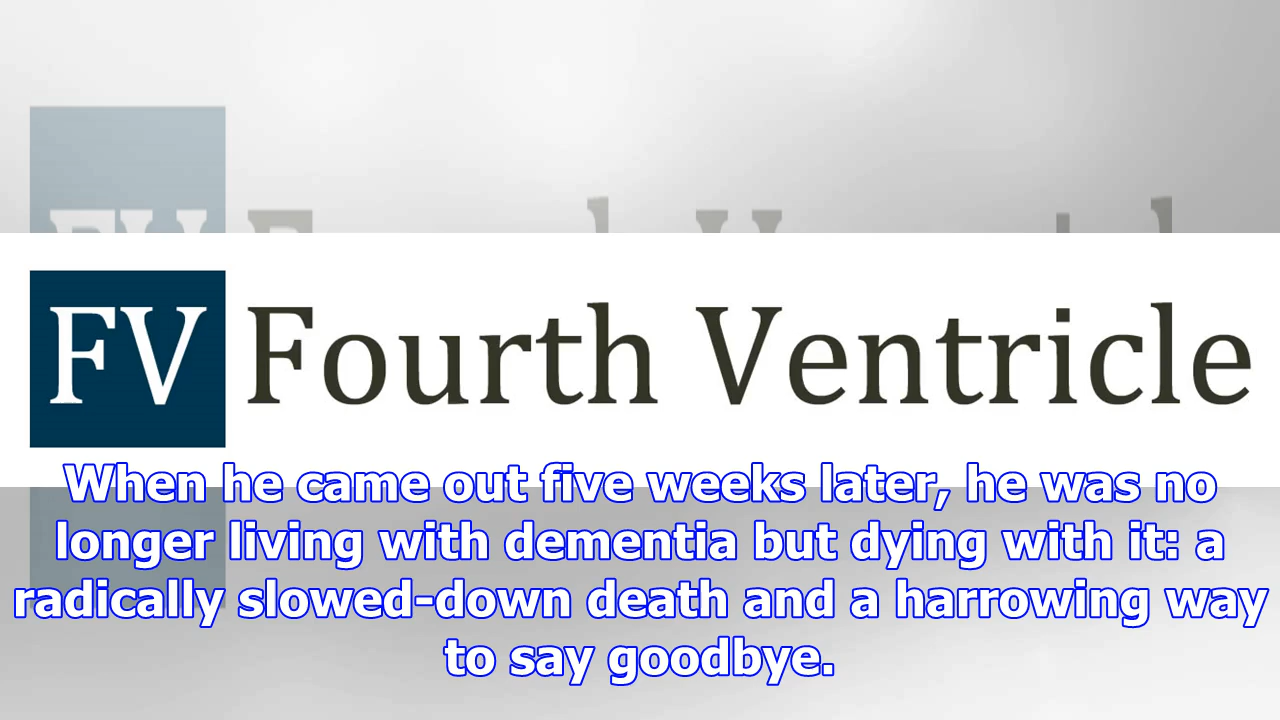 FV Fourth Ventricle
When he came out five weeks later, he was no
longer living with dementia but dying with it: a
radically slowed-down death and a harrowing way
to say goodbye.